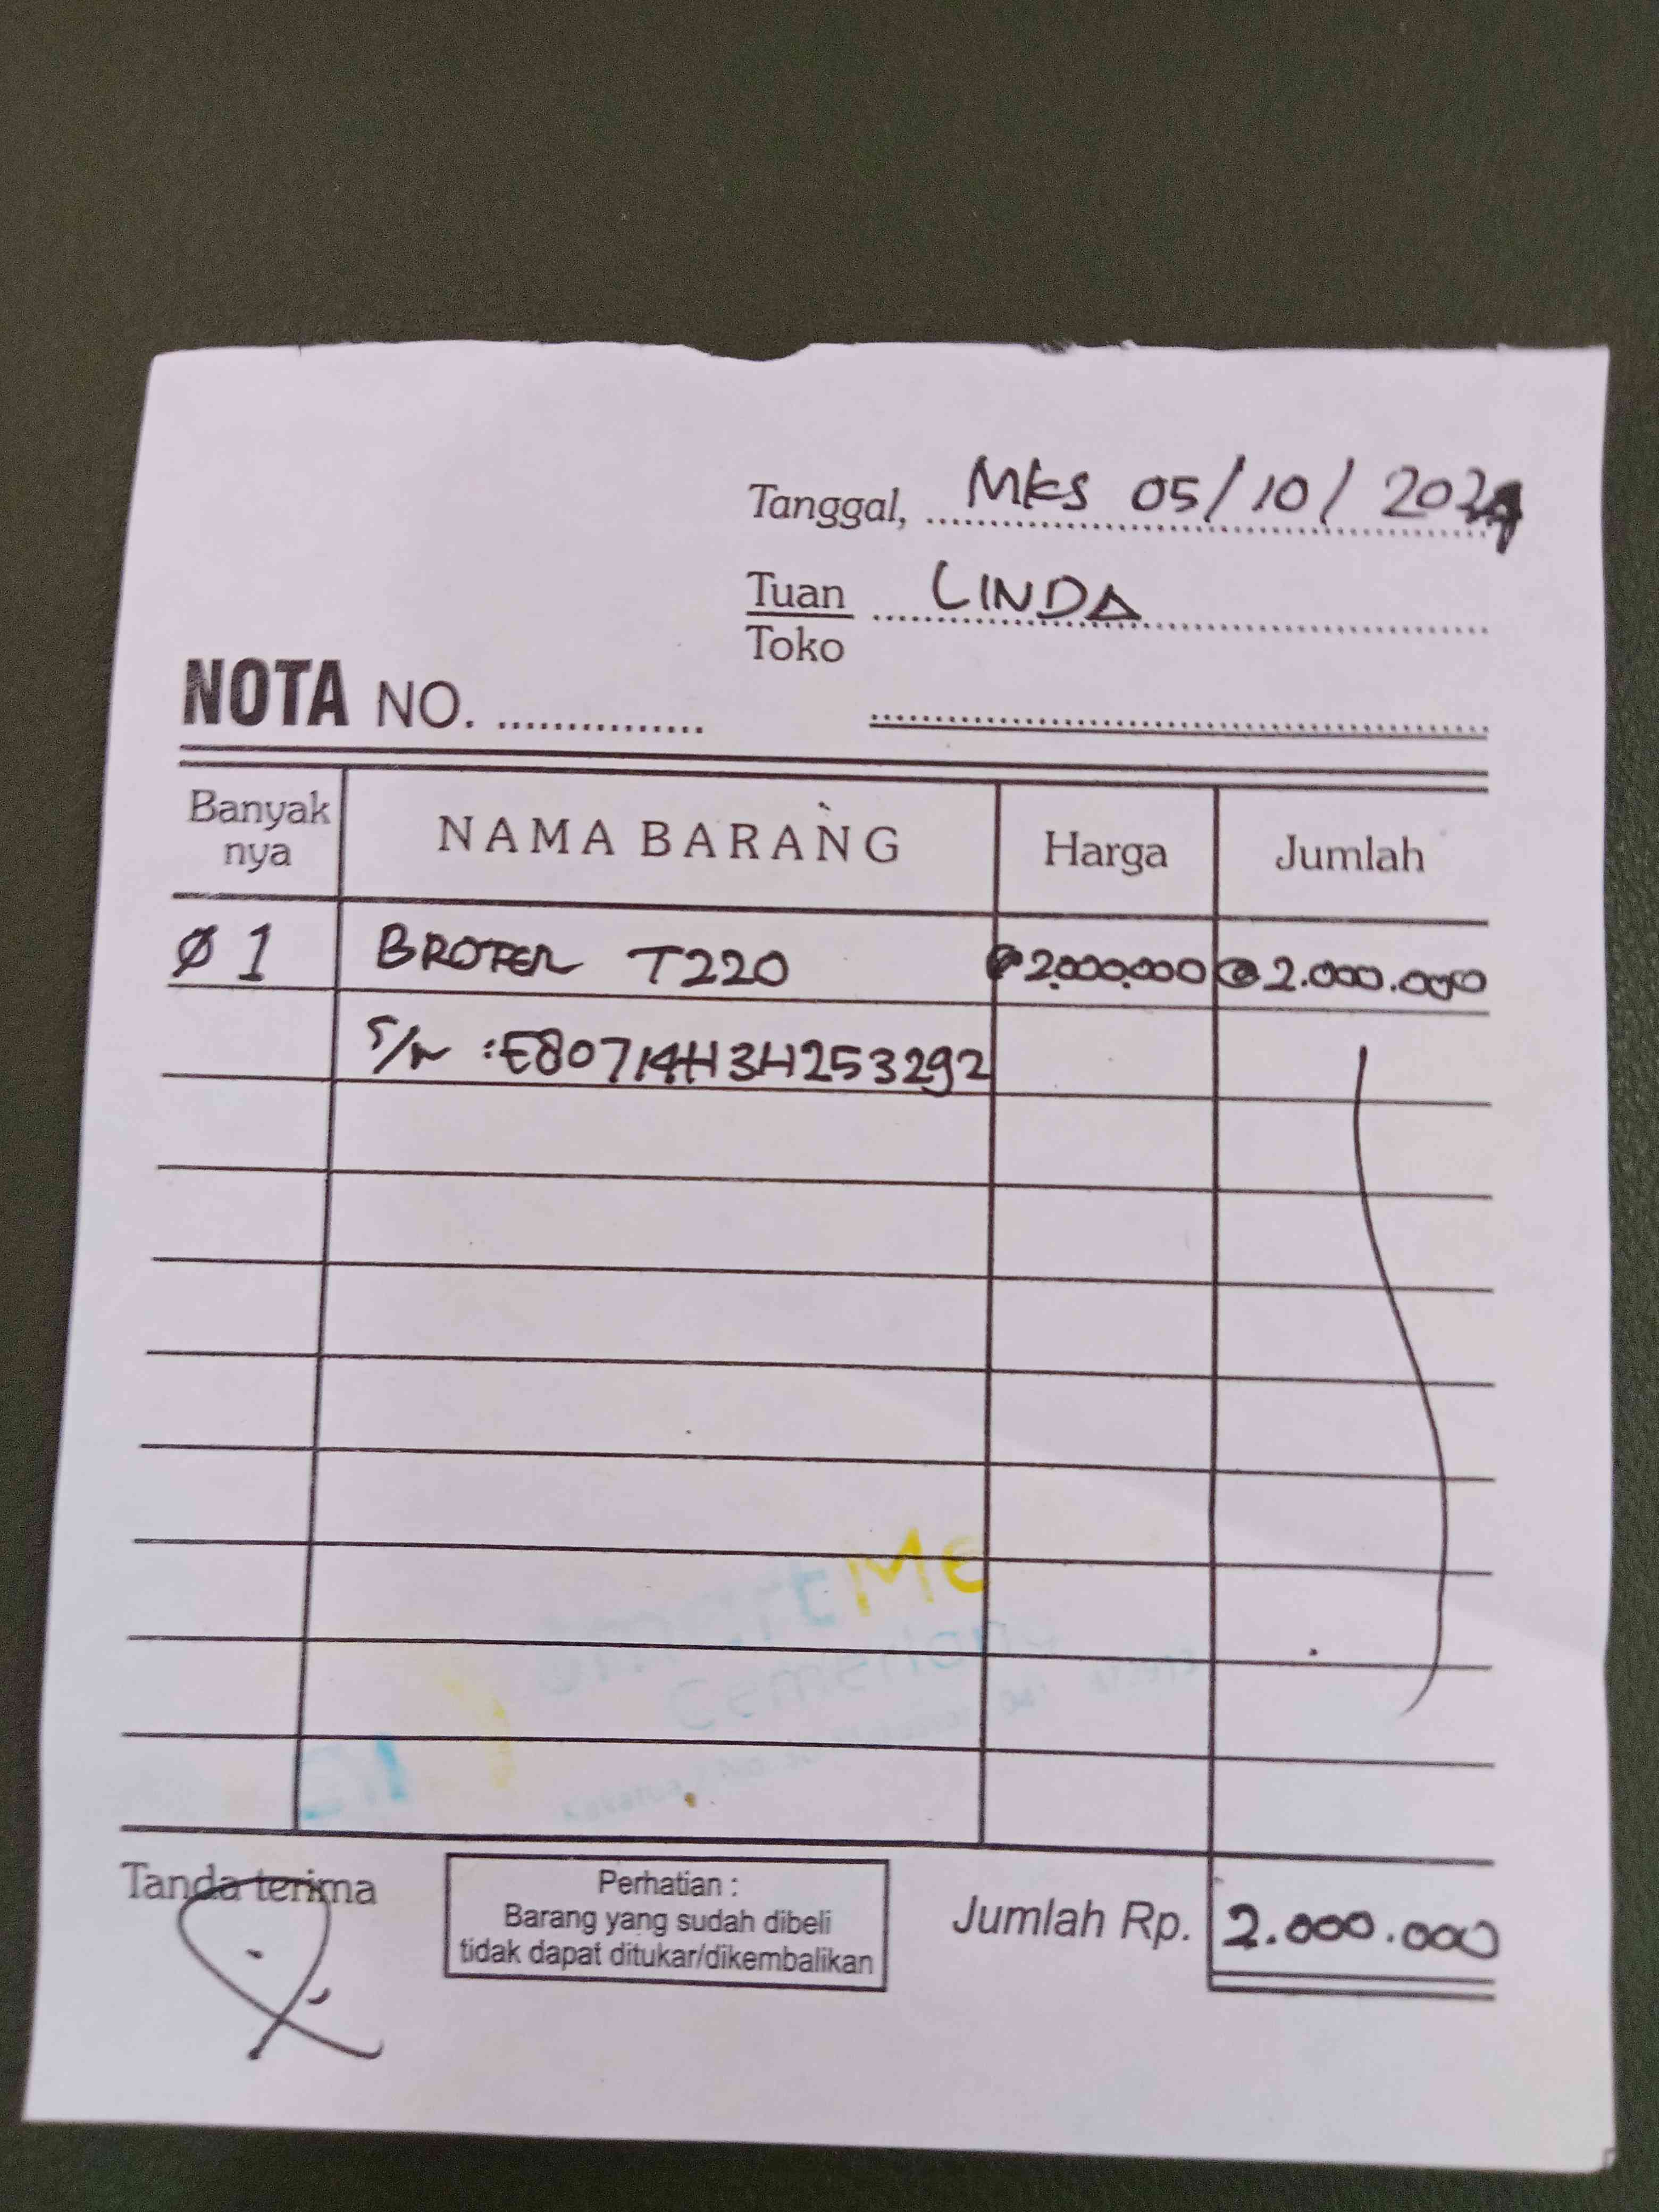 Tanggal, Mks 05/10/2024
Tuan LINDA
Toko
NOTA NO. ...............
Banyak nya NAMA BARANG Harga Jumlah
Ø1 BROTER T220 @2.000.000 @2.000.000
S/N : E80714H3H253292
ME
Tanda terima
Perhatian :
Barang yang sudah dibeli
tidak dapat ditukar/dikembalikan
Jumlah Rp. 2.000.000